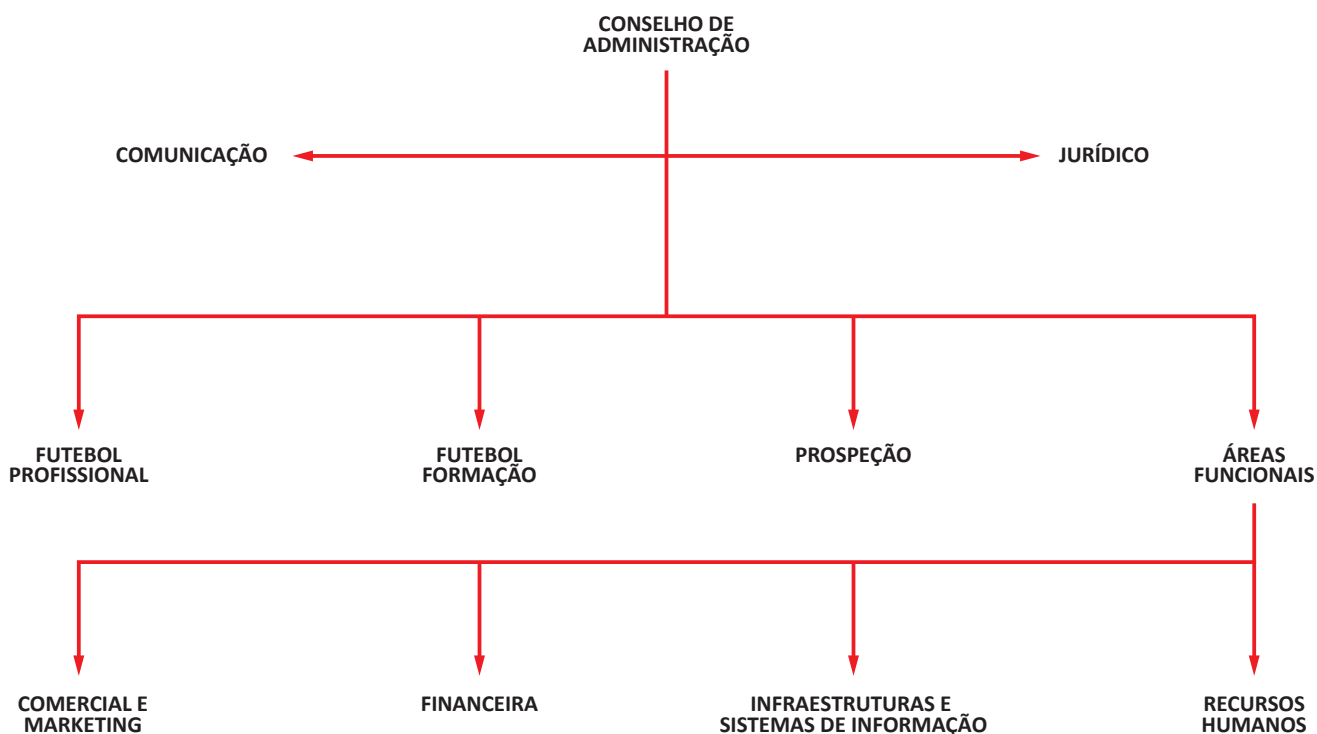 CONSELHO DE
ADMINISTRAÇÃO
COMUNICAÇÃO
JURÍDICO
FUTEBOL
PROFISSIONAL
FUTEBOL
FORMAÇÃO
PROSPEÇÃO
ÁREAS
FUNCIONAIS
COMERCIAL E
MARKETING
FINANCEIRA
INFRAESTRUTURAS E
SISTEMAS DE INFORMAÇÃO
RECURSOS
HUMANOS